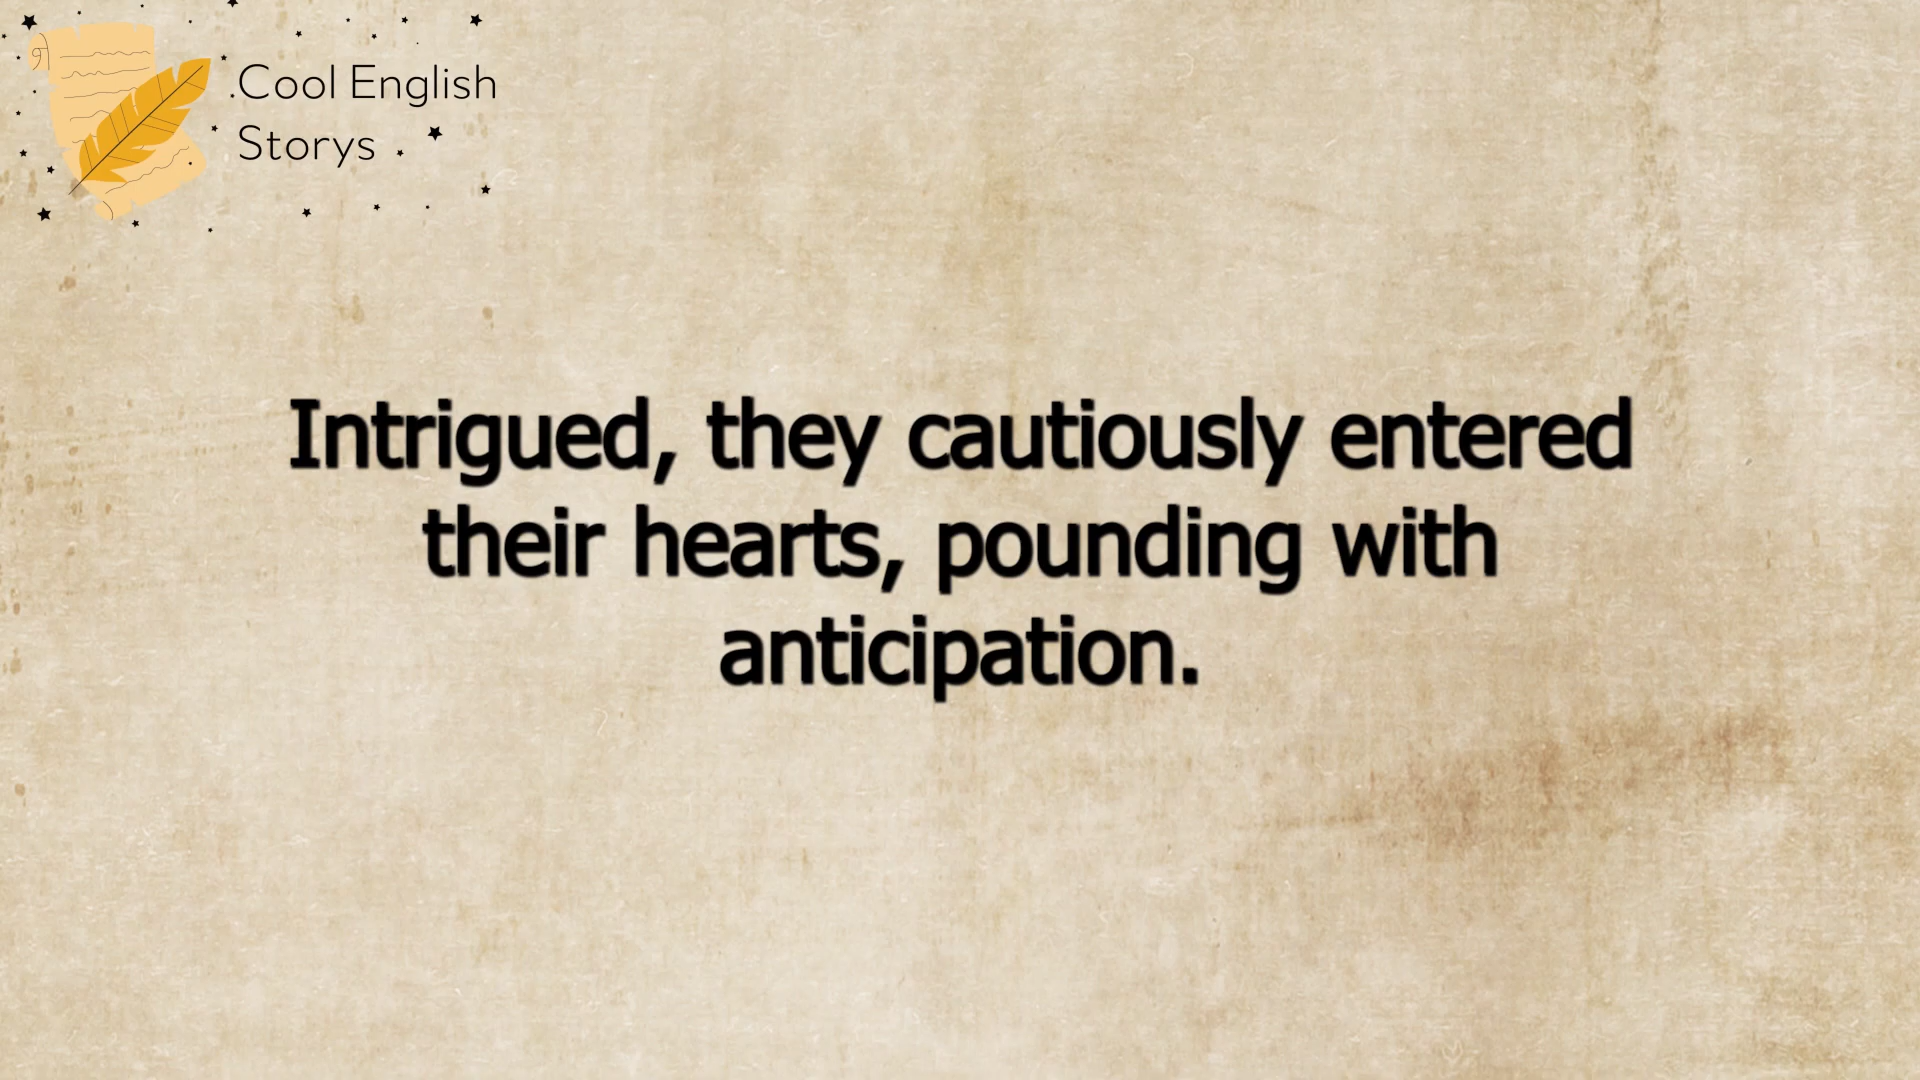 .Cool English
Storys
Intrigued, they cautiously entered
their hearts, pounding with
anticipation.